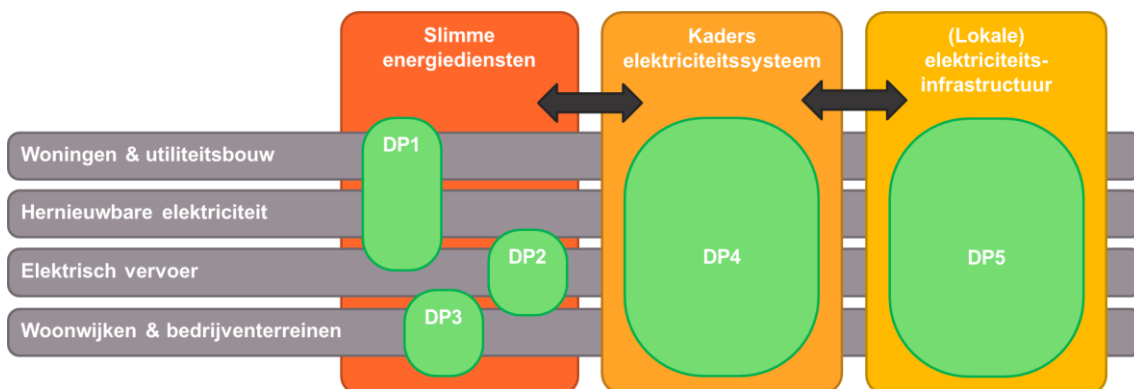 Slimme
energiediensten
Kaders
elektriciteitssysteem
(Lokale)
elektriciteits-
infrastructuur
Woningen & utiliteitsbouw
Hernieuwbare elektriciteit
Elektrisch vervoer
Woonwijken & bedrijventerreinen
DP1
DP2
DP3
DP4
DP5